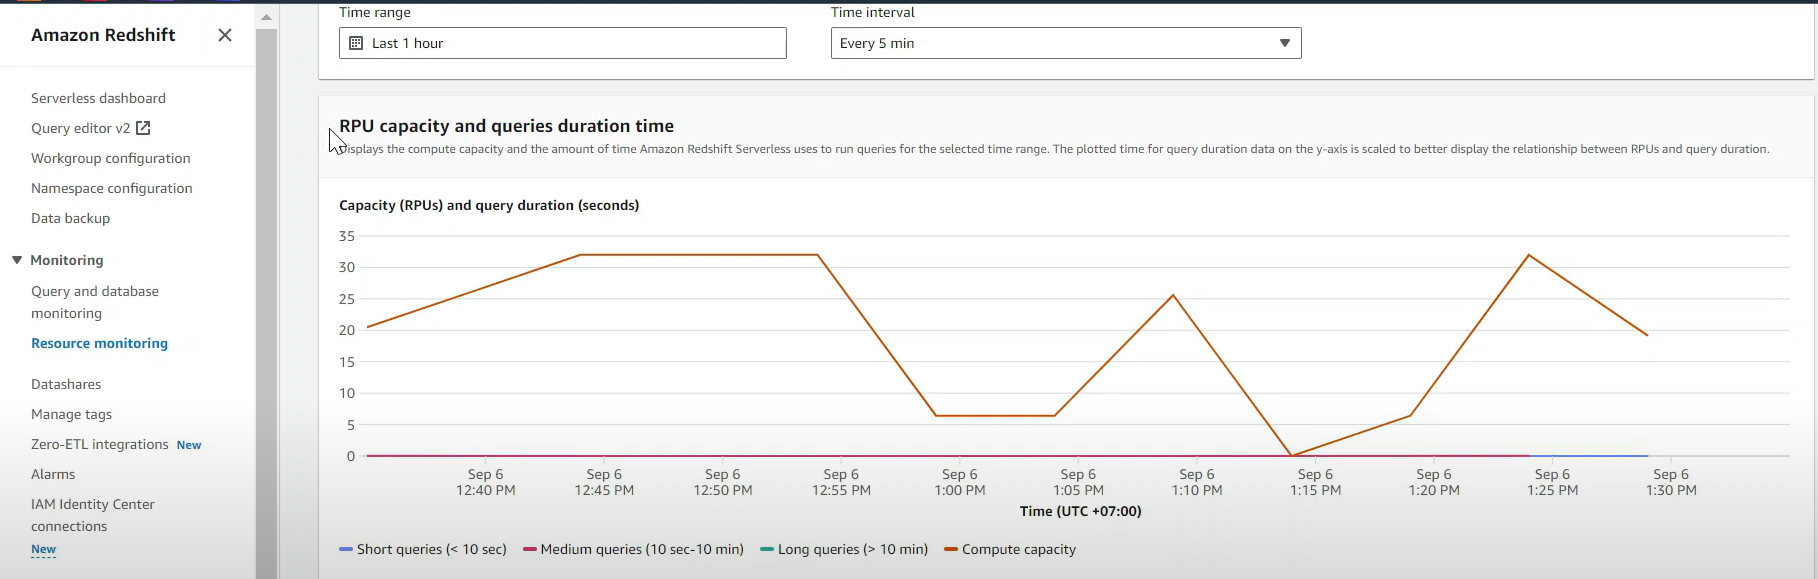 Amazon Redshift
Serverless dashboard
Query editor v2
Workgroup configuration
Namespace configuration
Data backup
Monitoring
Query and database
monitoring
Resource monitoring
Datashares
Manage tags
Zero-ETL integrations New
Alarms
IAM Identity Center
connections
New
Time range
Last 1 hour
Time interval
Every 5 min
RPU capacity and queries duration time
Displays the compute capacity and the amount of time Amazon Redshift Serverless uses to run queries for the selected time range. The plotted time for query duration data on the y-axis is scaled to better display the relationship between RPUs and query duration.
Capacity (RPUs) and query duration (seconds)
35
30
25
20
15
10
5
0
Sep 6
12:40 PM
Sep 6
12:45 PM
Sep 6
12:50 PM
Sep 6
12:55 PM
Sep 6
1:00 PM
Sep 6
1:05 PM
Sep 6
1:10 PM
Sep 6
1:15 PM
Sep 6
1:20 PM
Sep 6
1:25 PM
Sep 6
1:30 PM
Time (UTC +07:00)
Short queries (< 10 sec) Medium queries (10 sec-10 min) Long queries (> 10 min) Compute capacity